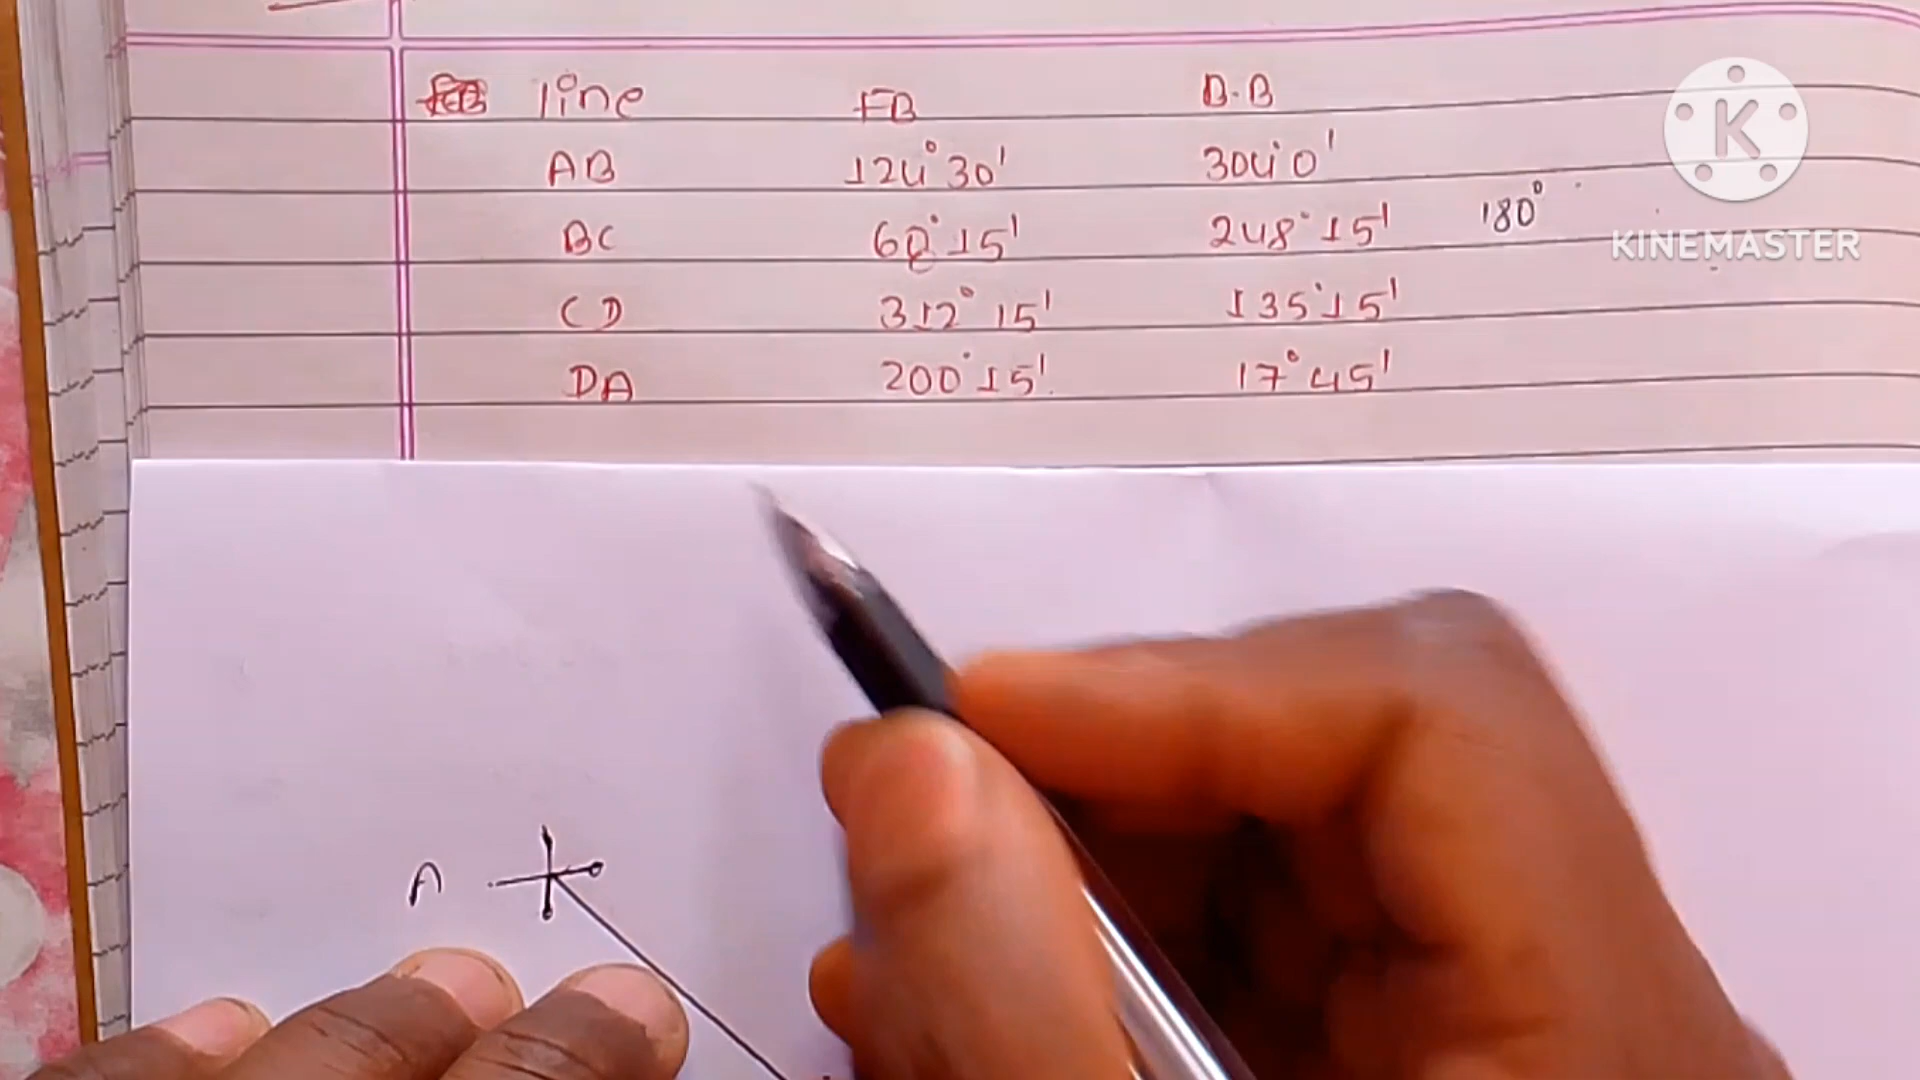 line FB B.B
AB 124°30' 304°0'
BC 68°15' 248°15' 180°
CD 312°15' 135°15'
DA 200°15' 17°45'
A
K
KINEMASTER